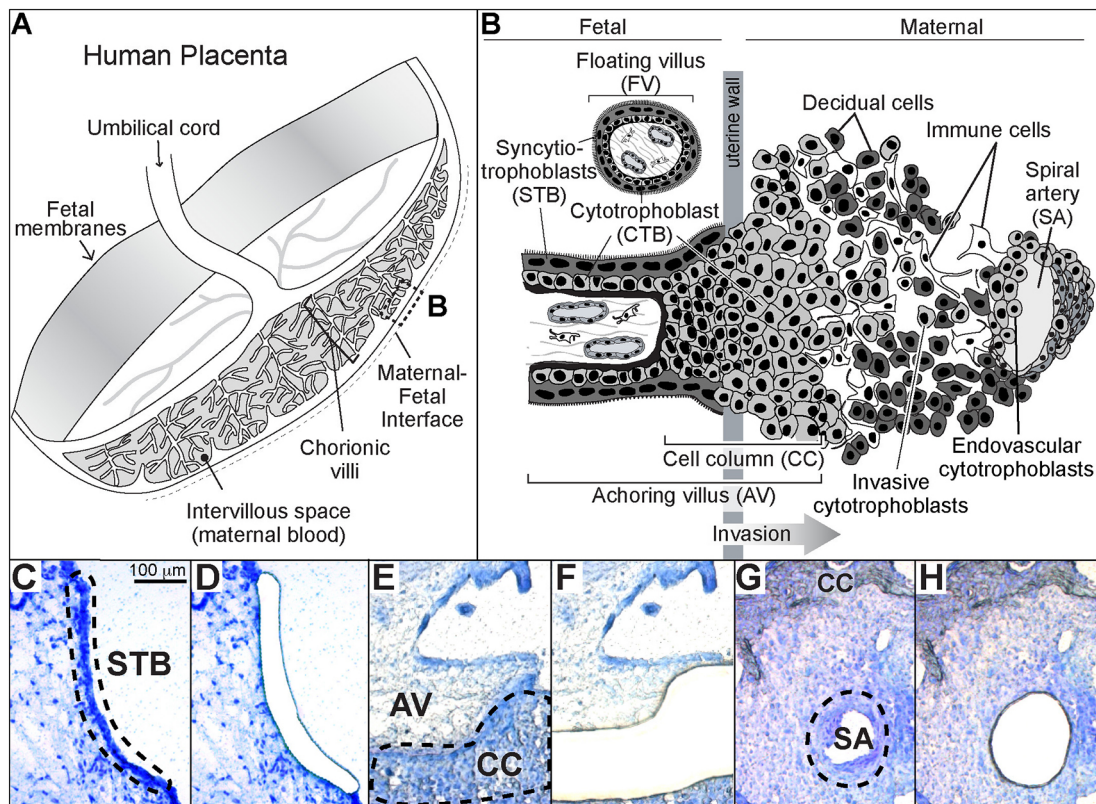 A
Human Placenta
Umbilical cord
Fetal
membranes
B
Maternal-
Fetal
Interface
Chorionic
villi
Intervillous space
(maternal blood)
B
Fetal
Maternal
Floating villus
(FV)
Syncytio-
trophoblasts
(STB)
Cytotrophoblast
(CTB)
uterine wall
Decidual cells
Immune cells
Spiral
artery
(SA)
Cell column (CC)
Achoring villus (AV)
Invasive
cytotrophoblasts
Endovascular
cytotrophoblasts
Invasion
C
100 µm
STB
D
E
AV
CC
F
G
CC
SA
H